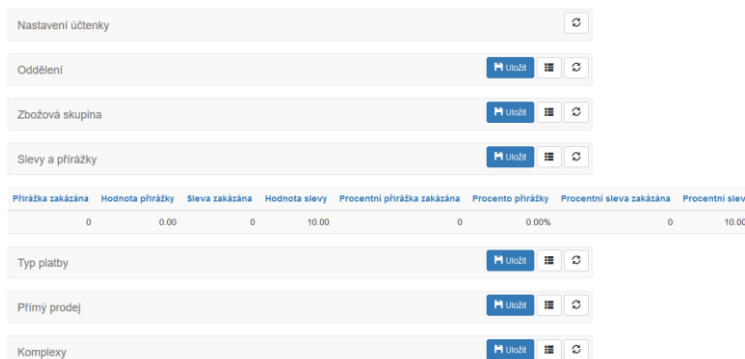 Nastavení účtenky
Oddělení Uložit
Zbožová skupina Uložit
Slevy a přirážky Uložit
Přirážka zakázána Hodnota přirážky Sleva zakázána Hodnota slevy Procentní přirážka zakázána Procento přirážky Procentní sleva zakázána Procentní slev
0 0.00 0 10.00 0 0.00% 0 10.00
Typ platby Uložit
Přímý prodej Uložit
Komplexy Uložit